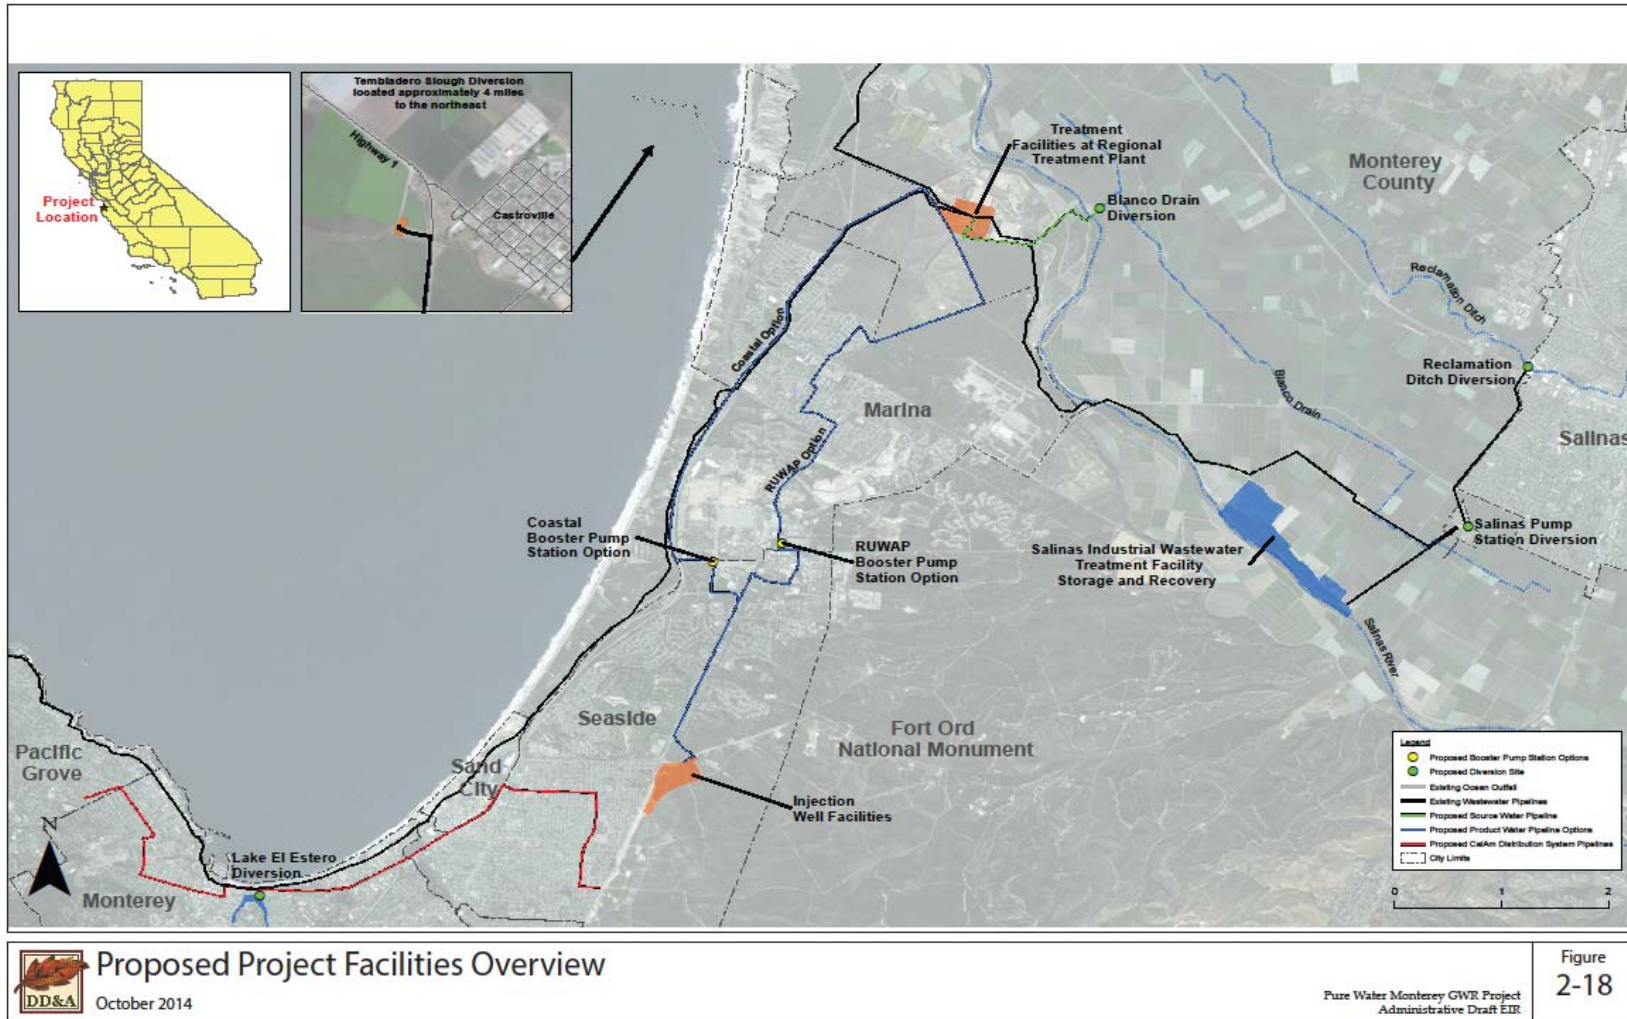 Project
Location
Tembladero Slough Diversion
located approximately 4 miles
to the northeast
Highway 1
Castroville
Treatment
Facilities at Regional
Treatment Plant
Monterey
County
Blanco Drain
Diversion
Reclamation Ditch
Reclamation
Ditch Diversion
Blanco Drain
Salinas
Coastal Option
Marina
RUWAP Option
Coastal
Booster Pump
Station Option
RUWAP
Booster Pump
Station Option
Salinas Industrial Wastewater
Treatment Facility
Storage and Recovery
Salinas Pump
Station Diversion
Salinas River
Seaside
Fort Ord
National Monument
Pacific
Grove
Sand
City
Injection
Well Facilities
N
Lake El Estero
Diversion
Monterey
Legend
Proposed Booster Pump Station Options
Proposed Diversion Site
Existing Ocean Outfall
Existing Wastewater Pipelines
Proposed Source Water Pipeline
Proposed Product Water Pipeline Options
Proposed CalAm Distribution System Pipelines
City Limits
0 1 2
DD&A
Proposed Project Facilities Overview
October 2014
Pure Water Monterey GWR Project
Administrative Draft EIR
Figure
2-18